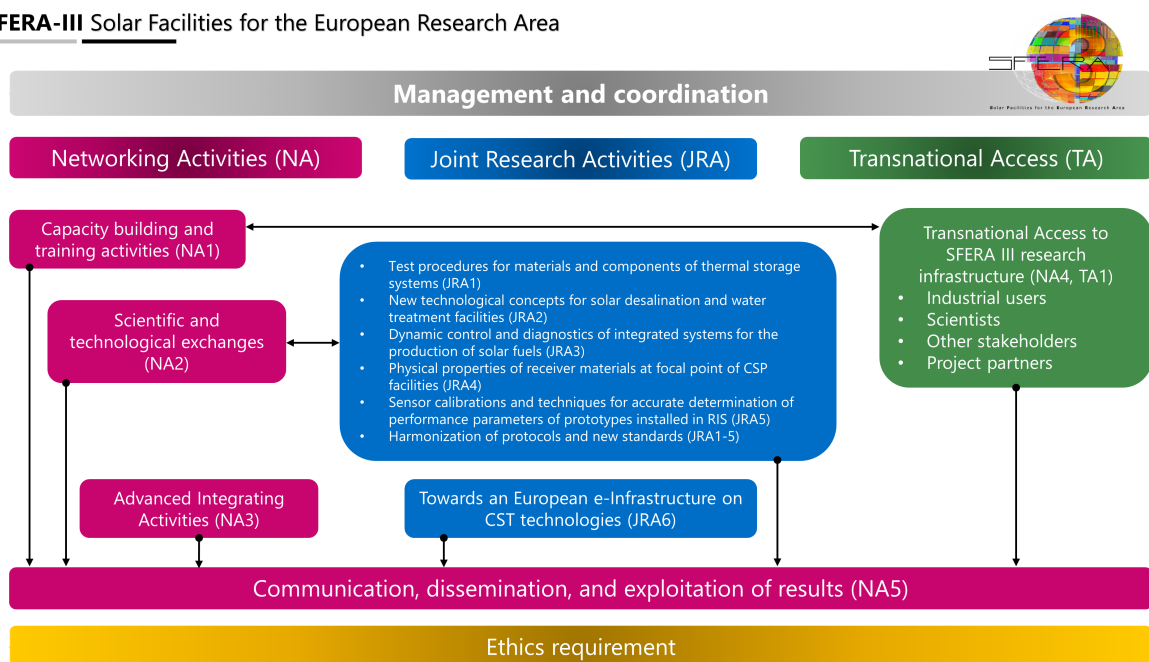 FERA-III Solar Facilities for the European Research Area
SFERA
3
Solar Facilities for the European Research Area
Management and coordination
Networking Activities (NA)
Joint Research Activities (JRA)
Transnational Access (TA)
Capacity building and
training activities (NA1)
Scientific and
technological exchanges
(NA2)
• Test procedures for materials and components of thermal storage
systems (JRA1)
• New technological concepts for solar desalination and water
treatment facilities (JRA2)
• Dynamic control and diagnostics of integrated systems for the
production of solar fuels (JRA3)
• Physical properties of receiver materials at focal point of CSP
facilities (JRA4)
• Sensor calibrations and techniques for accurate determination of
performance parameters of prototypes installed in RIS (JRA5)
• Harmonization of protocols and new standards (JRA1-5)
Transnational Access to
SFERA III research
infrastructure (NA4, TA1)
• Industrial users
• Scientists
• Other stakeholders
• Project partners
Advanced Integrating
Activities (NA3)
Towards an European e-Infrastructure on
CST technologies (JRA6)
Communication, dissemination, and exploitation of results (NA5)
Ethics requirement